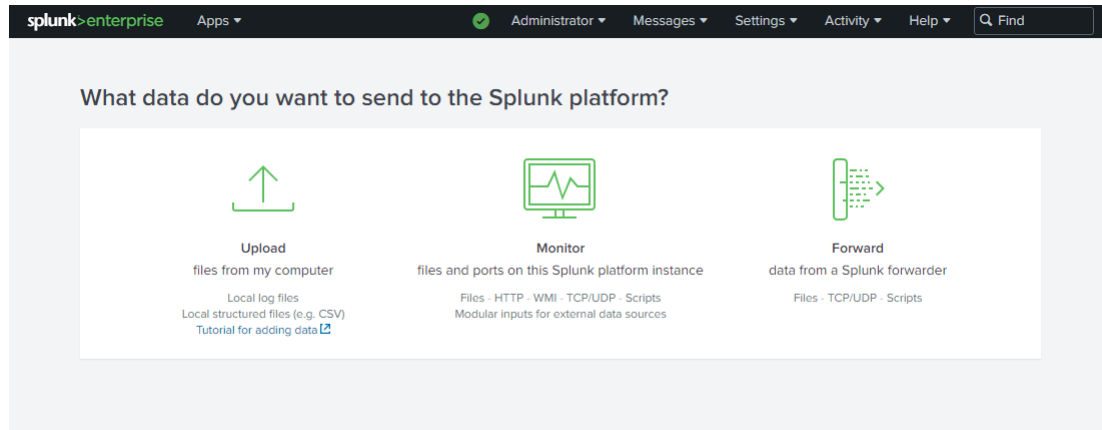 splunk>enterprise Apps Administrator Messages Settings Activity Help Find
What data do you want to send to the Splunk platform?
Upload
files from my computer
Local log files
Local structured files (e.g. CSV)
Tutorial for adding data
Monitor
files and ports on this Splunk platform instance
Files - HTTP - WMI - TCP/UDP - Scripts
Modular inputs for external data sources
Forward
data from a Splunk forwarder
Files - TCP/UDP - Scripts